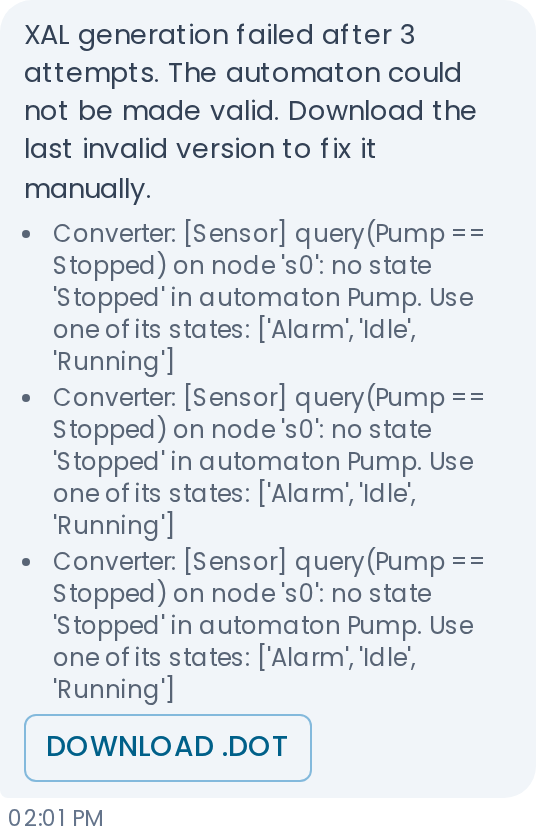 XAL generation failed after 3
attempts. The automaton could
not be made valid. Download the
last invalid version to fix it
manually.
• Converter: [Sensor] query(Pump ==
Stopped) on node 's0': no state
'Stopped' in automaton Pump. Use
one of its states: ['Alarm', 'Idle',
'Running']
• Converter: [Sensor] query(Pump ==
Stopped) on node 's0': no state
'Stopped' in automaton Pump. Use
one of its states: ['Alarm', 'Idle',
'Running']
• Converter: [Sensor] query(Pump ==
Stopped) on node 's0': no state
'Stopped' in automaton Pump. Use
one of its states: ['Alarm', 'Idle',
'Running']
DOWNLOAD .DOT
02:01 PM